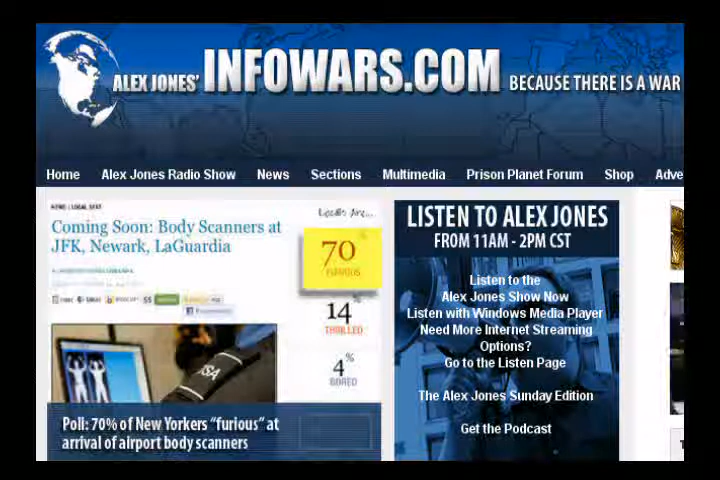 ALEX JONES' INFOWARS.COM BECAUSE THERE IS A WAR
Home Alex Jones Radio Show News Sections Multimedia Prison Planet Forum Shop Adve
Coming Soon: Body Scanners at
JFK, Newark, LaGuardia
Locals Are...
70%
FURIOUS
14%
THRILLED
4%
BORED
Poll: 70% of New Yorkers "furious" at
arrival of airport body scanners
LISTEN TO ALEX JONES
FROM 11AM - 2PM CST
Listen to the
Alex Jones Show Now
Listen with Windows Media Player
Need More Internet Streaming
Options?
Go to the Listen Page
The Alex Jones Sunday Edition
Get the Podcast